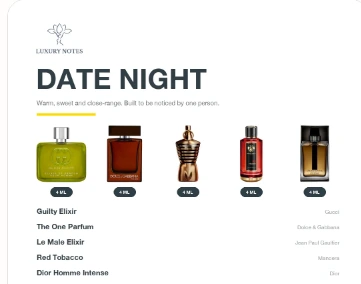 LUXURY NOTES
DATE NIGHT
Warm, sweet and close-range. Built to be noticed by one person.
4 ML 4 ML 4 ML 4 ML 4 ML
Guilty Elixir Gucci
The One Parfum Dolce & Gabbana
Le Male Elixir Jean Paul Gaultier
Red Tobacco Mancera
Dior Homme Intense Dior